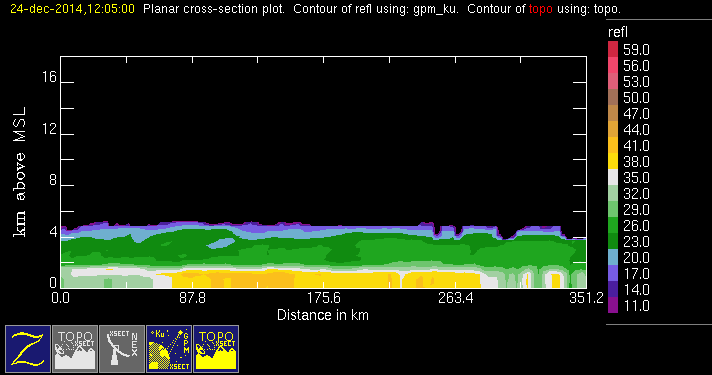 24-dec-2014,12:05:00 Planar cross-section plot. Contour of refl using: gpm_ku. Contour of topo using: topo.
refl
59.0
56.0
53.0
50.0
47.0
44.0
41.0
38.0
35.0
32.0
29.0
26.0
23.0
20.0
17.0
14.0
11.0
km above MSL
16
12
8
4
0
0.0 87.8 175.6 263.4 351.2
Distance in km
Z
TOPO
XSECT
XSECT
XSECT
Ku
GPM
XSECT
TOPO
XSECT